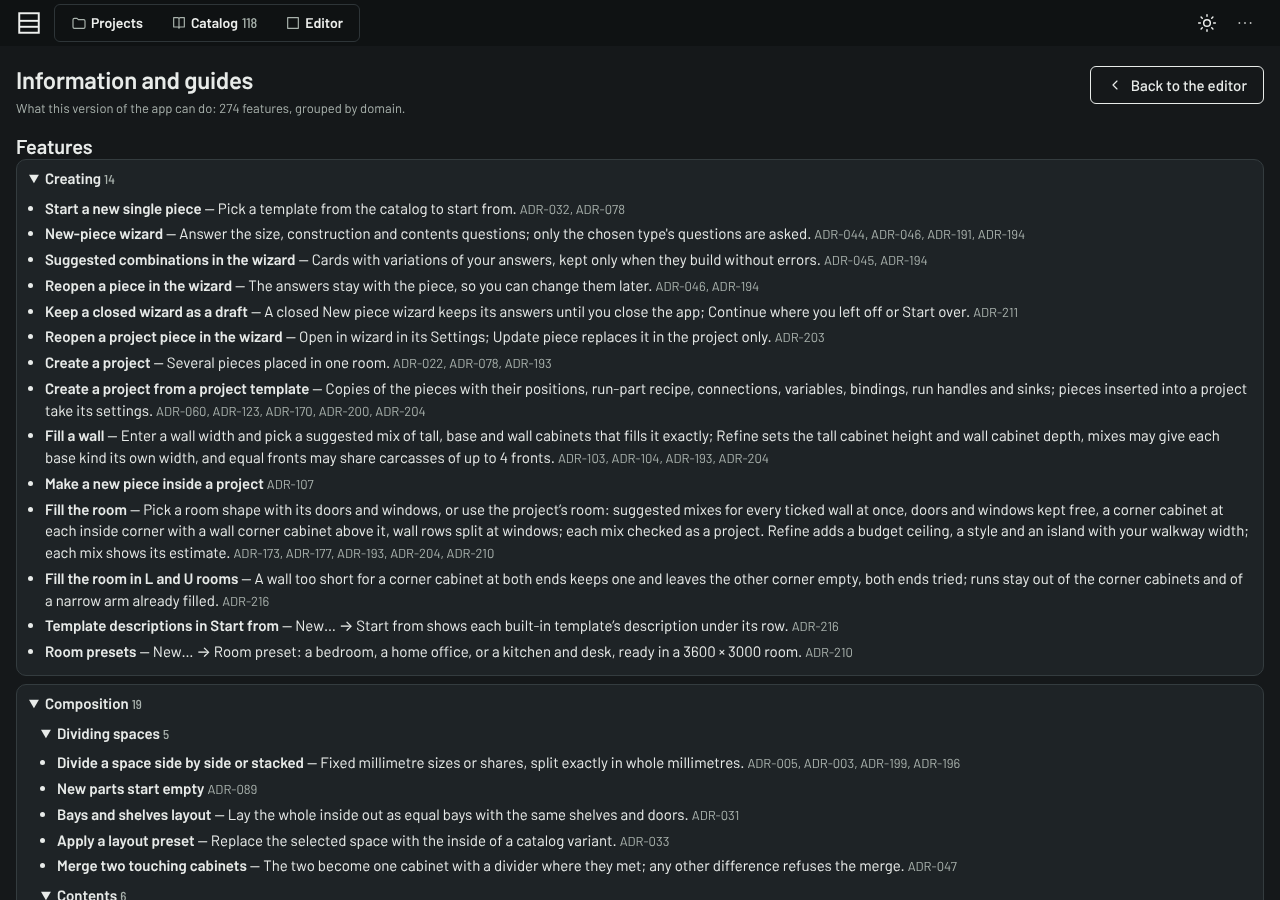 Projects
Catalog 118
Editor
Information and guides
What this version of the app can do: 274 features, grouped by domain.
Back to the editor
Features
Creating 14
Start a new single piece — Pick a template from the catalog to start from. ADR-032, ADR-078
New-piece wizard — Answer the size, construction and contents questions; only the chosen type's questions are asked. ADR-044, ADR-046, ADR-191, ADR-194
Suggested combinations in the wizard — Cards with variations of your answers, kept only when they build without errors. ADR-045, ADR-194
Reopen a piece in the wizard — The answers stay with the piece, so you can change them later. ADR-046, ADR-194
Keep a closed wizard as a draft — A closed New piece wizard keeps its answers until you close the app; Continue where you left off or Start over. ADR-211
Reopen a project piece in the wizard — Open in wizard in its Settings; Update piece replaces it in the project only. ADR-203
Create a project — Several pieces placed in one room. ADR-022, ADR-078, ADR-193
Create a project from a project template — Copies of the pieces with their positions, run-part recipe, connections, variables, bindings, run handles and sinks; pieces inserted into a project
take its settings. ADR-060, ADR-123, ADR-170, ADR-200, ADR-204
Fill a wall — Enter a wall width and pick a suggested mix of tall, base and wall cabinets that fills it exactly; Refine sets the tall cabinet height and wall cabinet depth, mixes may give each
base kind its own width, and equal fronts may share carcasses of up to 4 fronts. ADR-103, ADR-104, ADR-193, ADR-204
Make a new piece inside a project ADR-107
Fill the room — Pick a room shape with its doors and windows, or use the project's room: suggested mixes for every ticked wall at once, doors and windows kept free, a corner cabinet at
each inside corner with a wall corner cabinet above it, wall rows split at windows; each mix checked as a project. Refine adds a budget ceiling, a style and an island with your walkway width;
each mix shows its estimate. ADR-173, ADR-177, ADR-193, ADR-204, ADR-210
Fill the room in L and U rooms — A wall too short for a corner cabinet at both ends keeps one and leaves the other corner empty, both ends tried; runs stay out of the corner cabinets and of
a narrow arm already filled. ADR-216
Template descriptions in Start from — New... → Start from shows each built-in template's description under its row. ADR-216
Room presets — New... → Room preset: a bedroom, a home office, or a kitchen and desk, ready in a 3600 × 3000 room. ADR-210
Composition 19
Dividing spaces 5
Divide a space side by side or stacked — Fixed millimetre sizes or shares, split exactly in whole millimetres. ADR-005, ADR-003, ADR-199, ADR-196
New parts start empty ADR-089
Bays and shelves layout — Lay the whole inside out as equal bays with the same shelves and doors. ADR-031
Apply a layout preset — Replace the selected space with the inside of a catalog variant. ADR-033
Merge two touching cabinets — The two become one cabinet with a divider where they met; any other difference refuses the merge. ADR-047
Contents 6